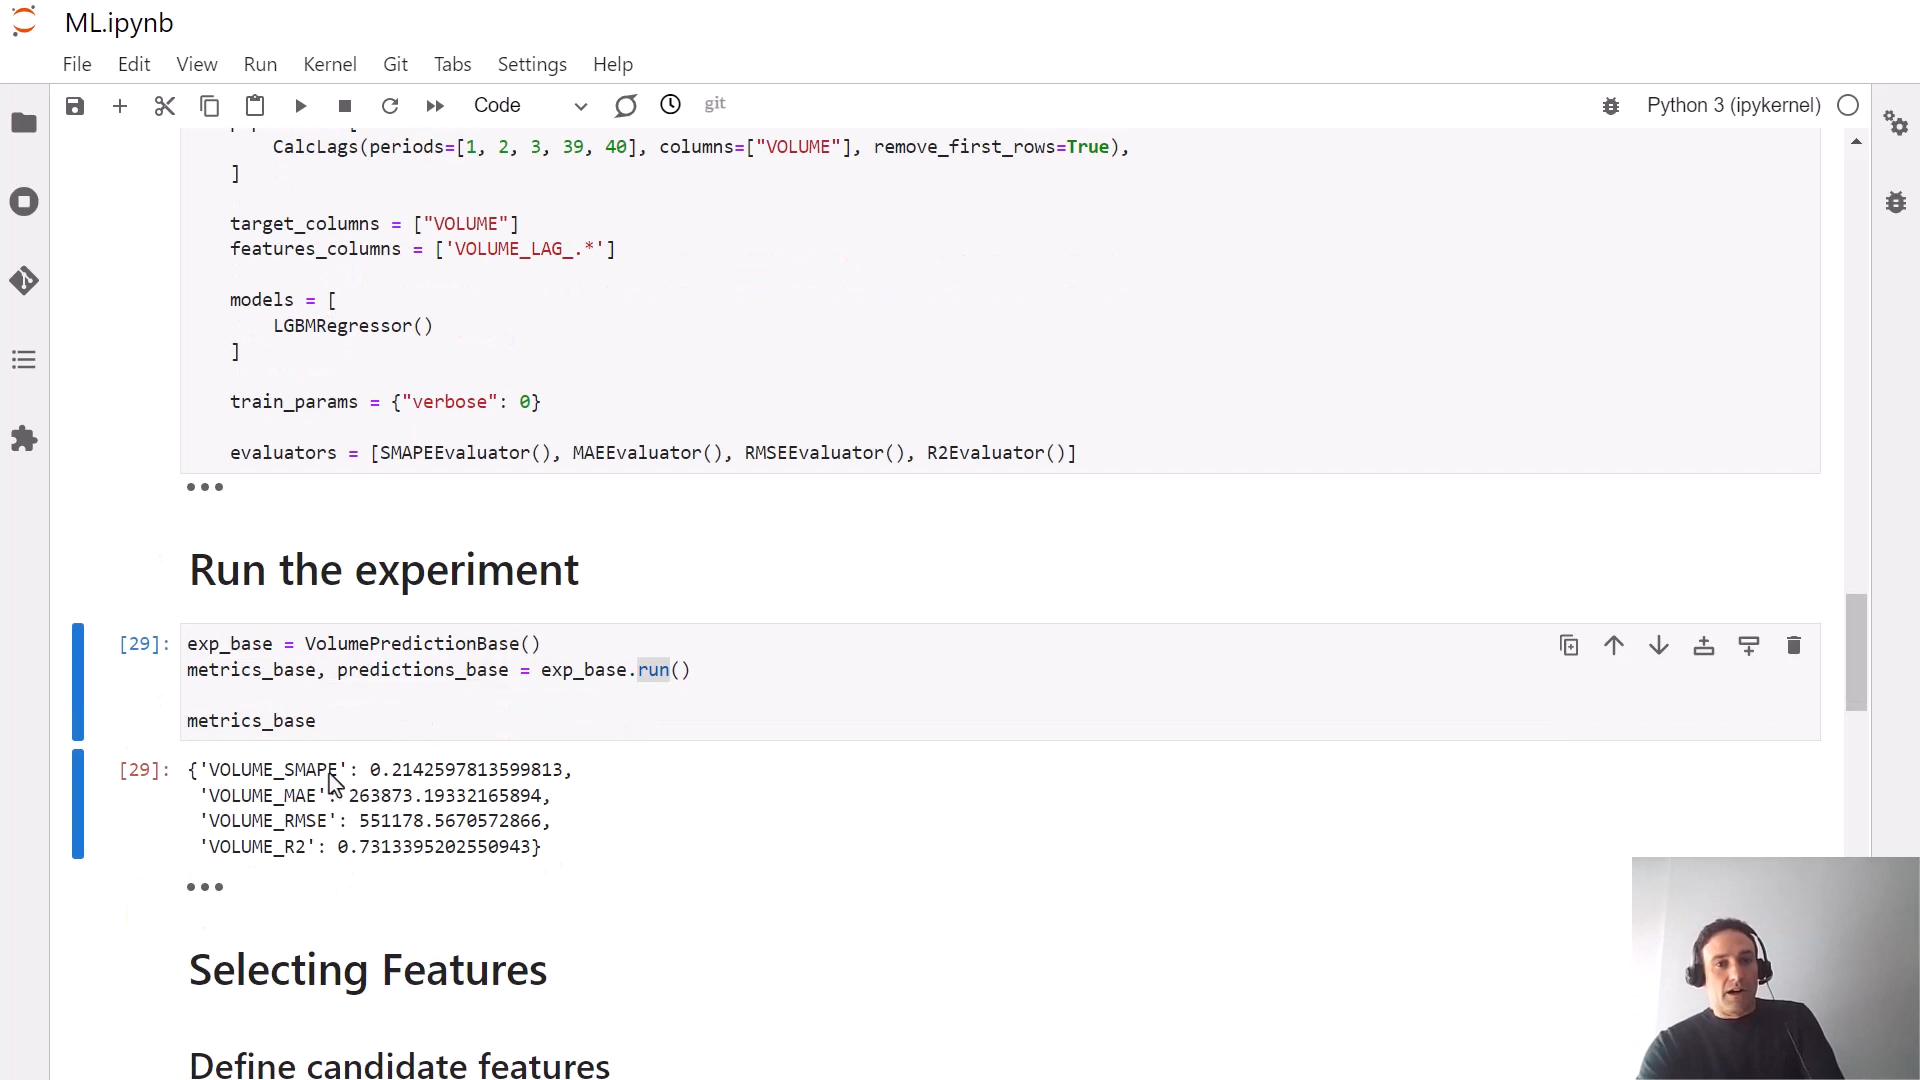 ML.ipynb
File Edit View Run Kernel Git Tabs Settings Help
Code git Python 3 (ipykernel)
CalcLags(periods=[1, 2, 3, 39, 40], columns=["VOLUME"], remove_first_rows=True),
]
target_columns = ["VOLUME"]
features_columns = ['VOLUME_LAG_.*']
models = [
LGBMRegressor()
]
train_params = {"verbose": 0}
evaluators = [SMAPEEvaluator(), MAEEvaluator(), RMSEEvaluator(), R2Evaluator()]
Run the experiment
[29]: exp_base = VolumePredictionBase()
metrics_base, predictions_base = exp_base.run()
metrics_base
[29]: {'VOLUME_SMAPE': 0.2142597813599813,
'VOLUME_MAE': 263873.19332165894,
'VOLUME_RMSE': 551178.5670572866,
'VOLUME_R2': 0.7313395202550943}
Selecting Features
Define candidate features